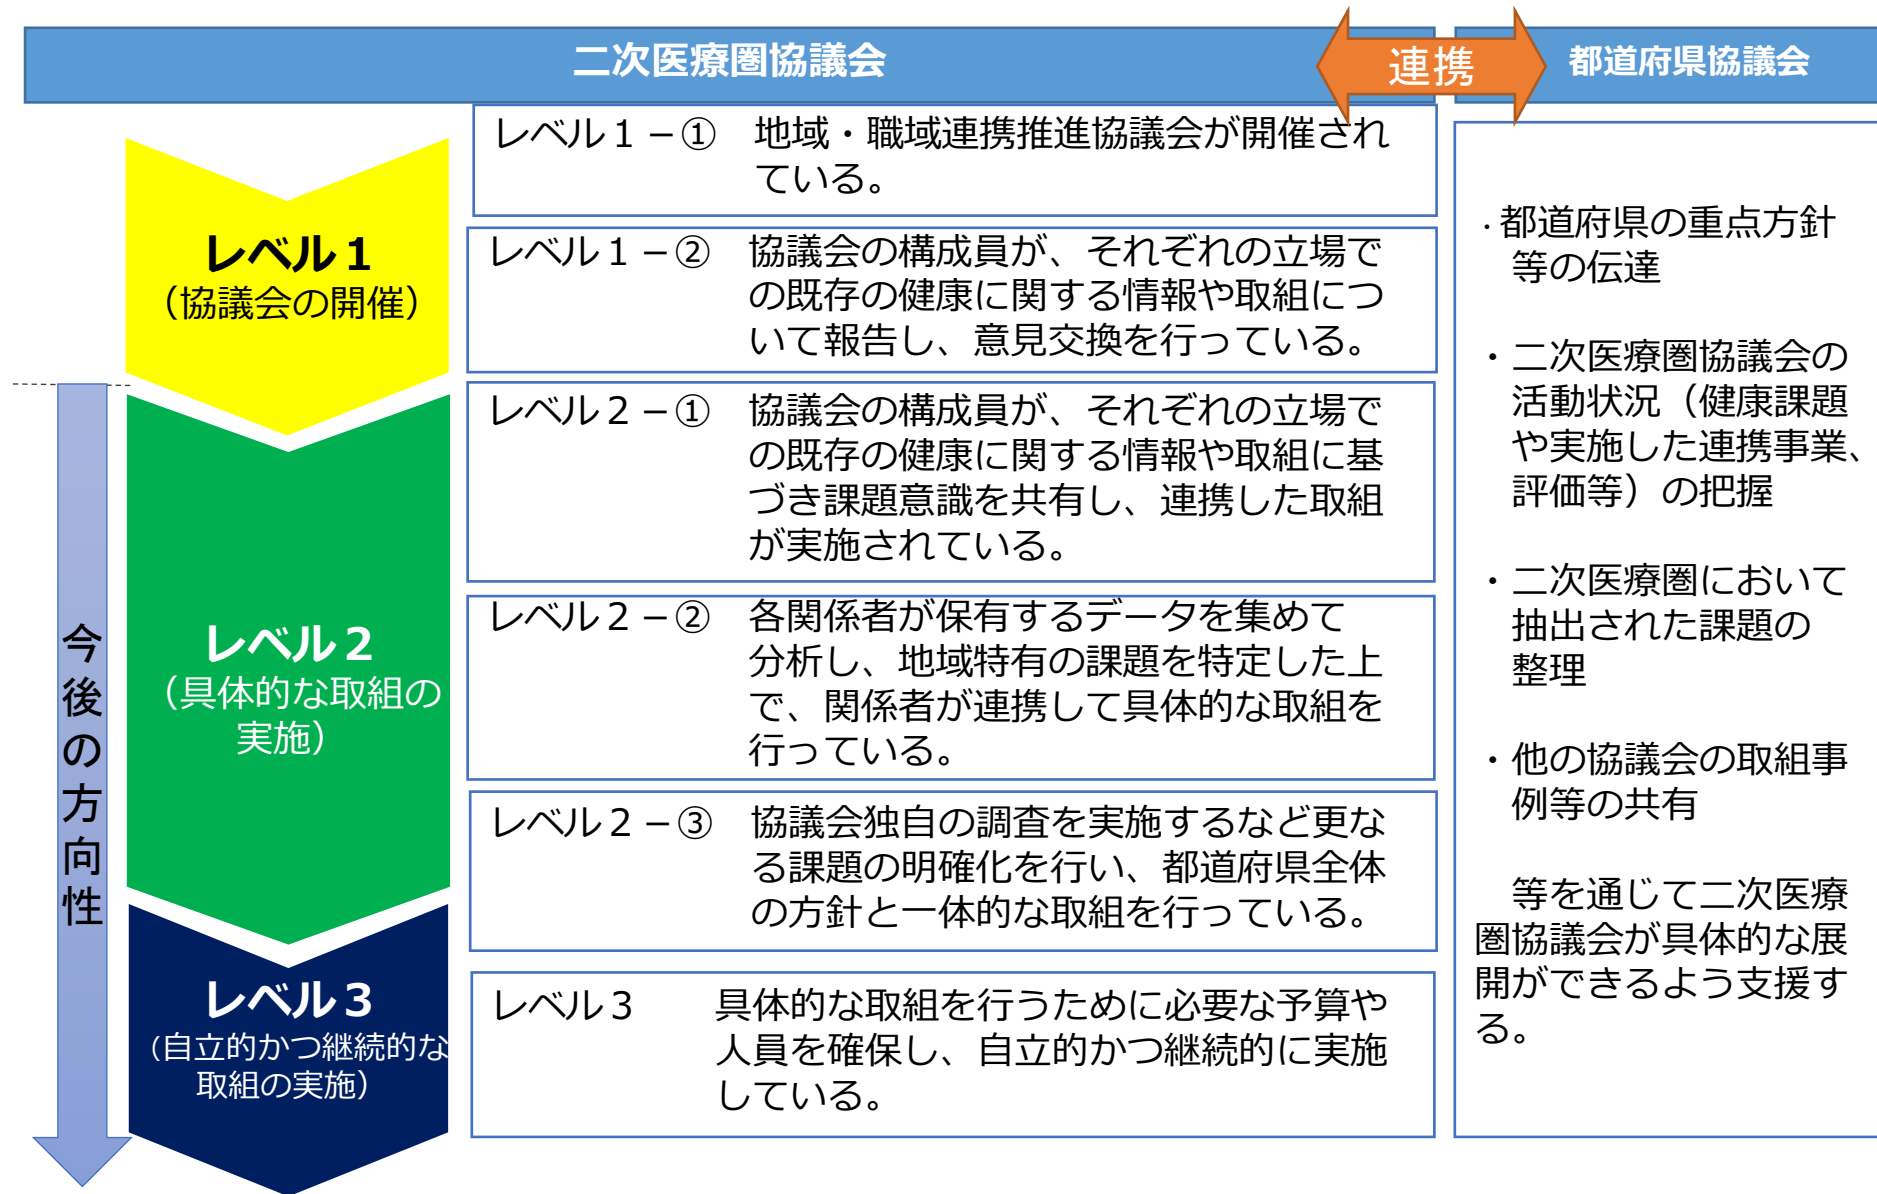 二次医療圏協議会
連携
都道府県協議会
レベル１
（協議会の開催）
レベル１－①　地域・職域連携推進協議会が開催され
ている。
レベル１－②　協議会の構成員が、それぞれの立場で
の既存の健康に関する情報や取組につ
いて報告し、意見交換を行っている。
今後の方向性
レベル２
（具体的な取組の
実施）
レベル２－①　協議会の構成員が、それぞれの立場で
の既存の健康に関する情報や取組に基
づき課題意識を共有し、連携した取組
が実施されている。
レベル２－②　各関係者が保有するデータを集めて
分析し、地域特有の課題を特定した上
で、関係者が連携して具体的な取組を
行っている。
レベル２－③　協議会独自の調査を実施するなど更な
る課題の明確化を行い、都道府県全体
の方針と一体的な取組を行っている。
レベル３
（自立的かつ継続的な
取組の実施）
レベル３　　具体的な取組を行うために必要な予算や
人員を確保し、自立的かつ継続的に実施
している。
・都道府県の重点方針
等の伝達
・二次医療圏協議会の
活動状況（健康課題
や実施した連携事業、
評価等）の把握
・二次医療圏において
抽出された課題の
整理
・他の協議会の取組事
例等の共有
等を通じて二次医療
圏協議会が具体的な展
開ができるよう支援す
る。